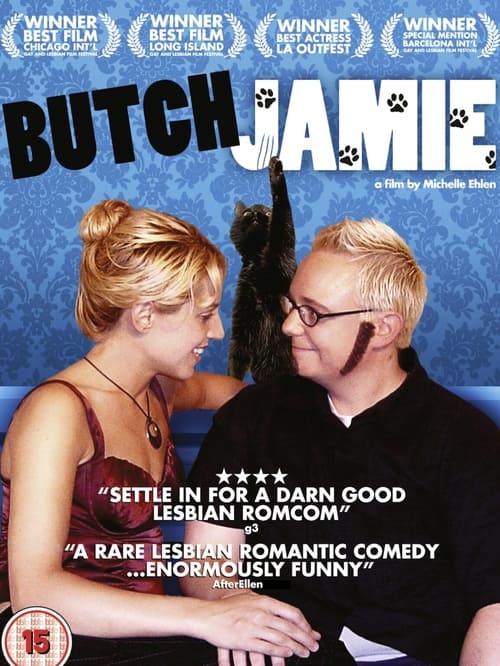 WINNER
BEST FILM
CHICAGO INT'L
GAY AND LESBIAN FILM FESTIVAL
WINNER
BEST FILM
LONG ISLAND
GAY AND LESBIAN FILM FESTIVAL
WINNER
BEST ACTRESS
LA OUTFEST
WINNER
SPECIAL MENTION
BARCELONA INT'L
GAY AND LESBIAN FILM FESTIVAL
BUTCH JAMIE
a film by Michelle Ehlen
"SETTLE IN FOR A DARN GOOD
LESBIAN ROMCOM"
g3
"A RARE LESBIAN ROMANTIC COMEDY
...ENORMOUSLY FUNNY"
AfterEllen
15